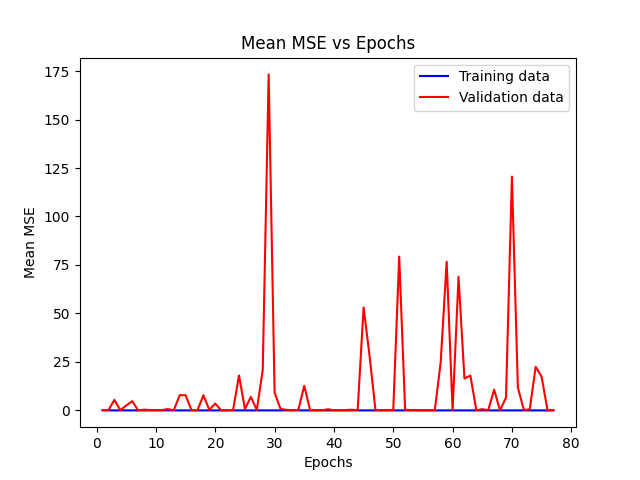 Mean MSE vs Epochs
Training data
Validation data
Mean MSE
175
150
125
100
75
50
25
0
0 10 20 30 40 50 60 70 80
Epochs